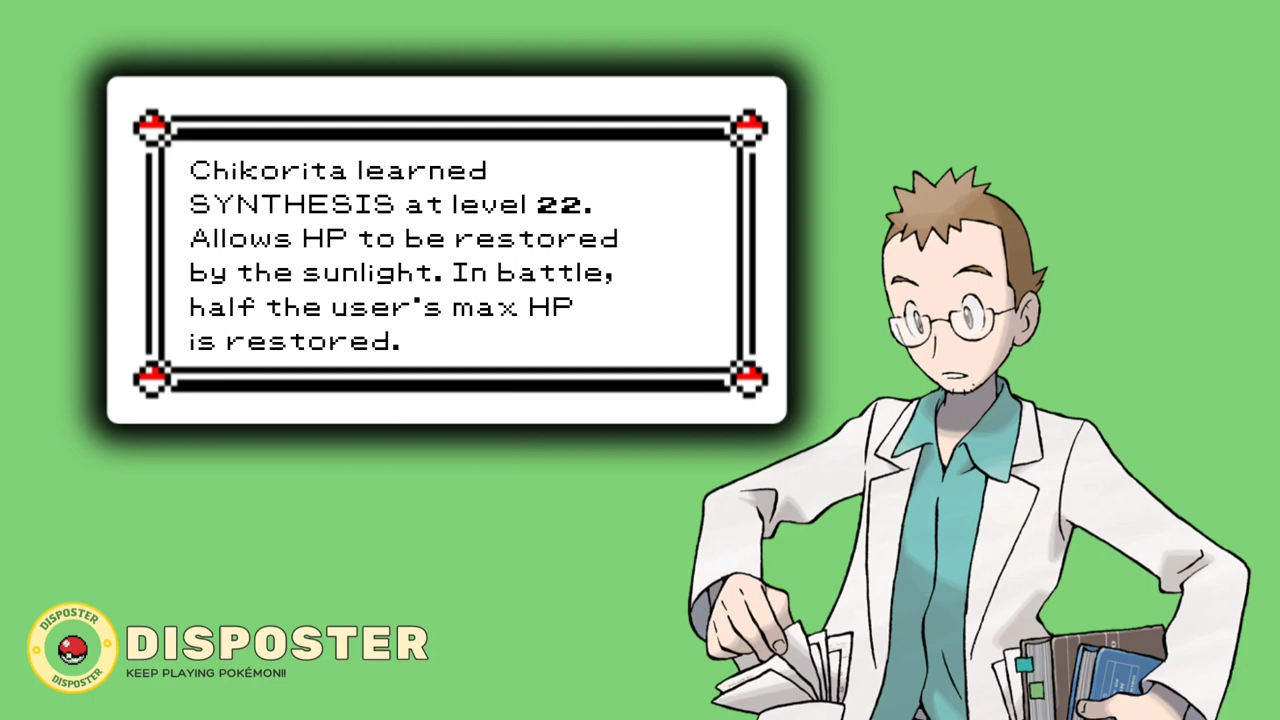 Chikorita learned
SYNTHESIS at level 22.
Allows HP to be restored
by the sunlight. In battle,
half the user's max HP
is restored.
DISPOSTER
DISPOSTER
DISPOSTER
KEEP PLAYING POKÉMON!!